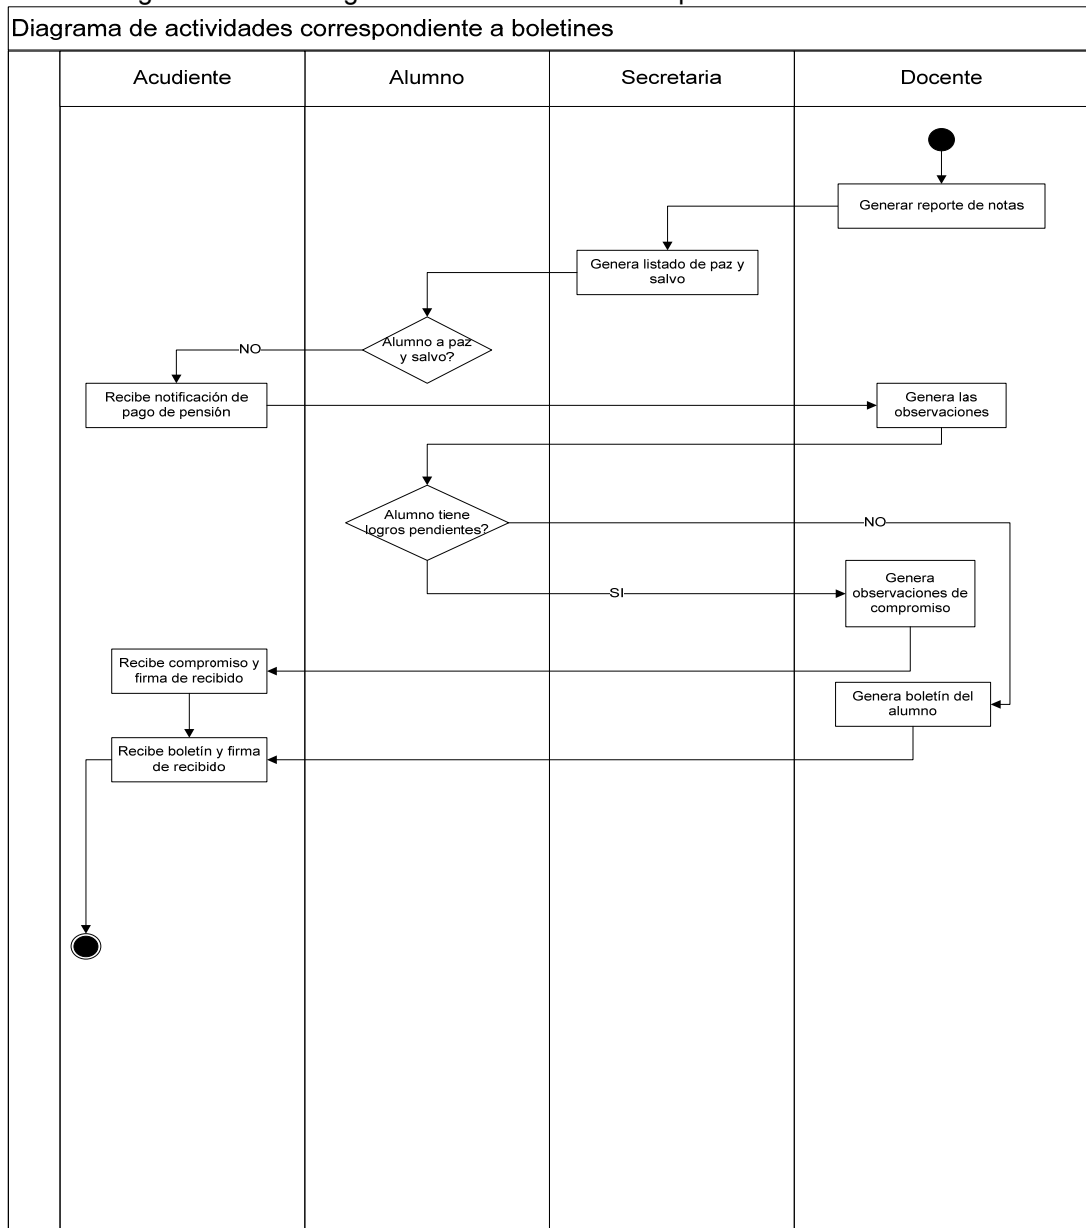 Diagrama de actividades correspondiente a boletines
Acudiente
Alumno
Secretaria
Docente
Generar reporte de notas
Genera listado de paz y
salvo
Alumno a paz
y salvo?
NO
Recibe notificación de
pago de pensión
Genera las
observaciones
Alumno tiene
logros pendientes?
NO
SI
Genera
observaciones de
compromiso
Recibe compromiso y
firma de recibido
Genera boletín del
alumno
Recibe boletín y firma
de recibido